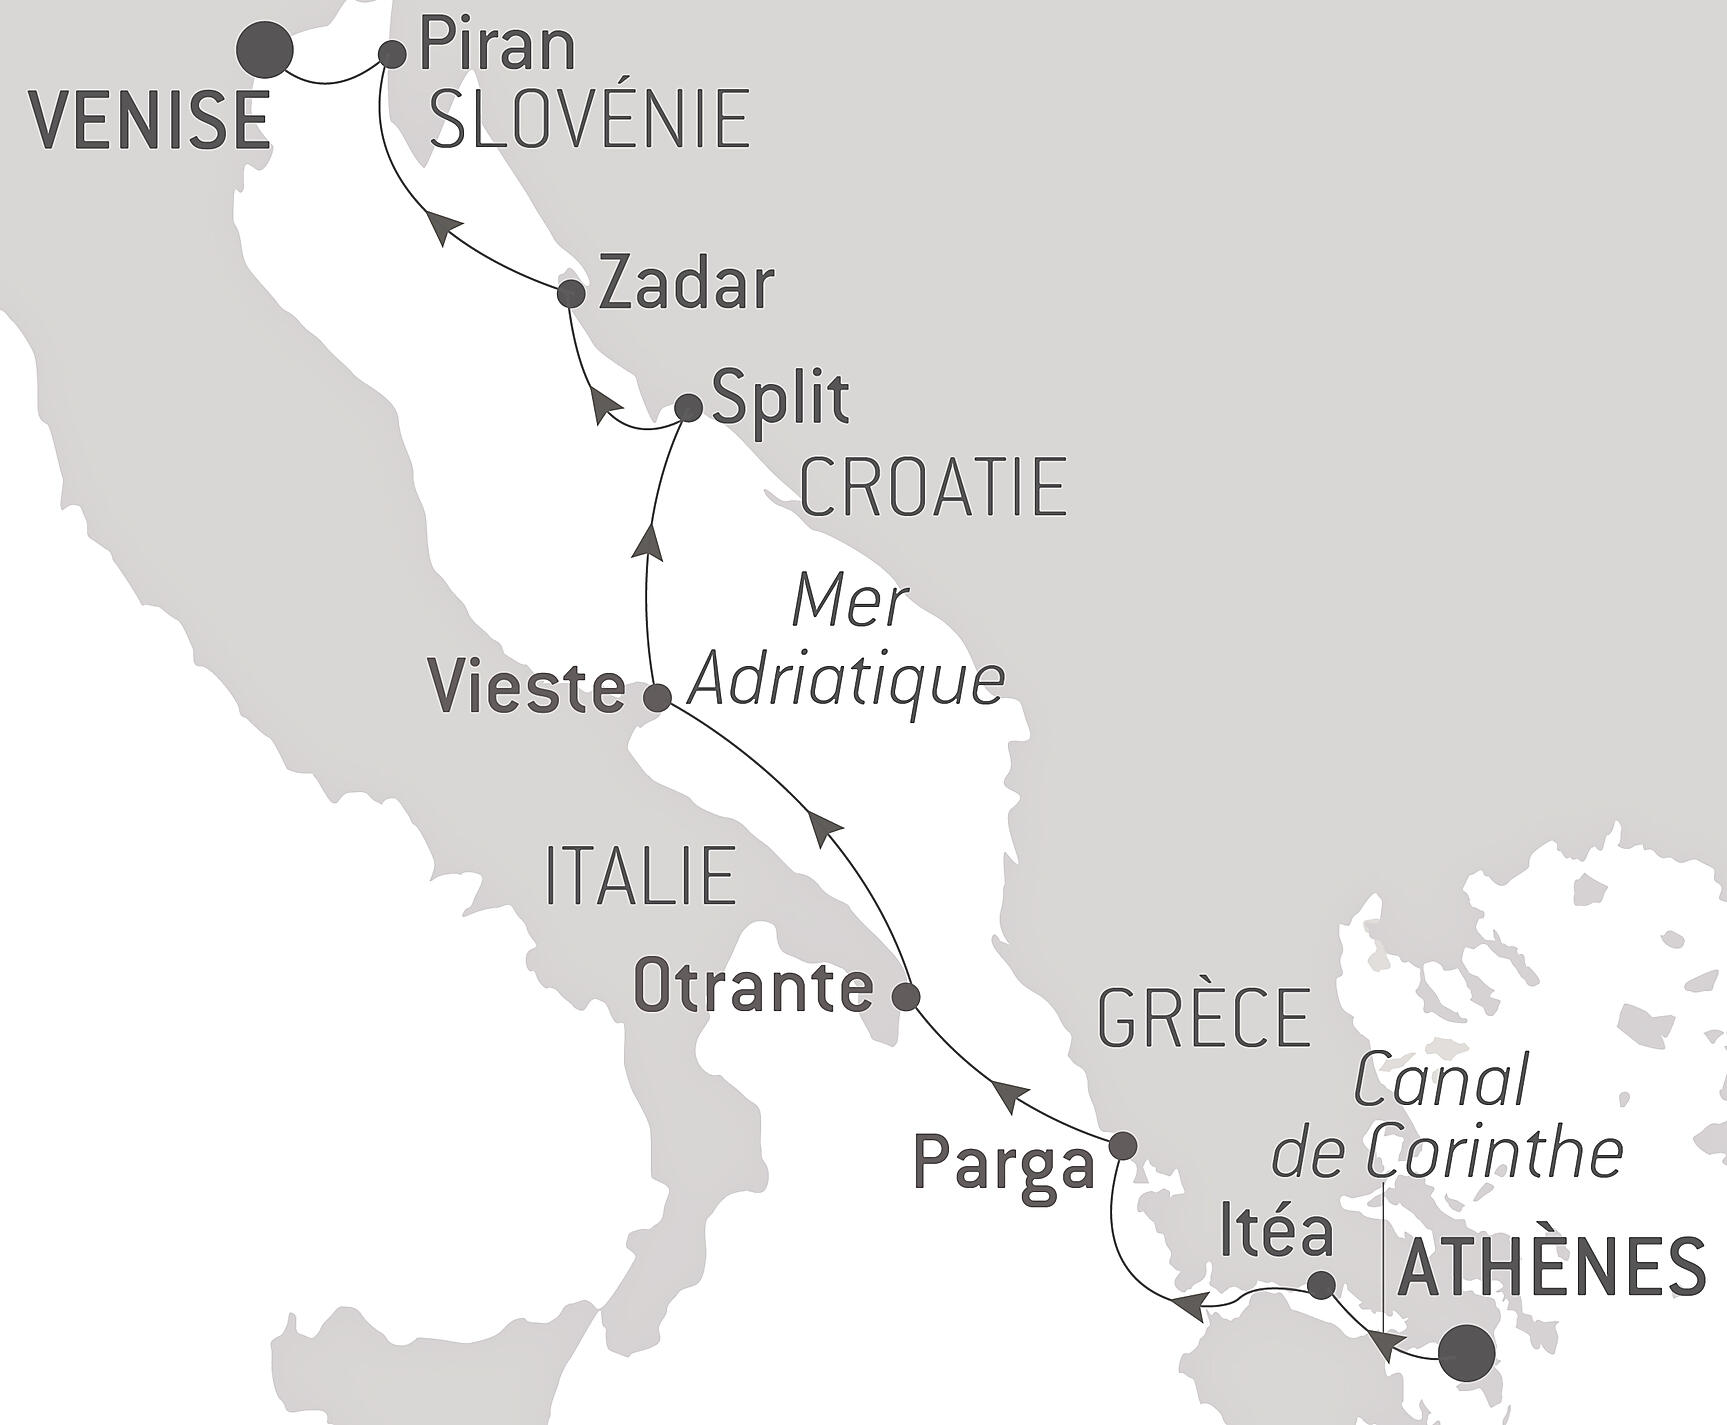 Piran
SLOVÉNIE
VENISE
Zadar
Split
CROATIE
Mer
Adriatique
Vieste
ITALIE
Otrante
GRÈCE
Canal
de Corinthe
Parga
Itéa
ATHÈNES